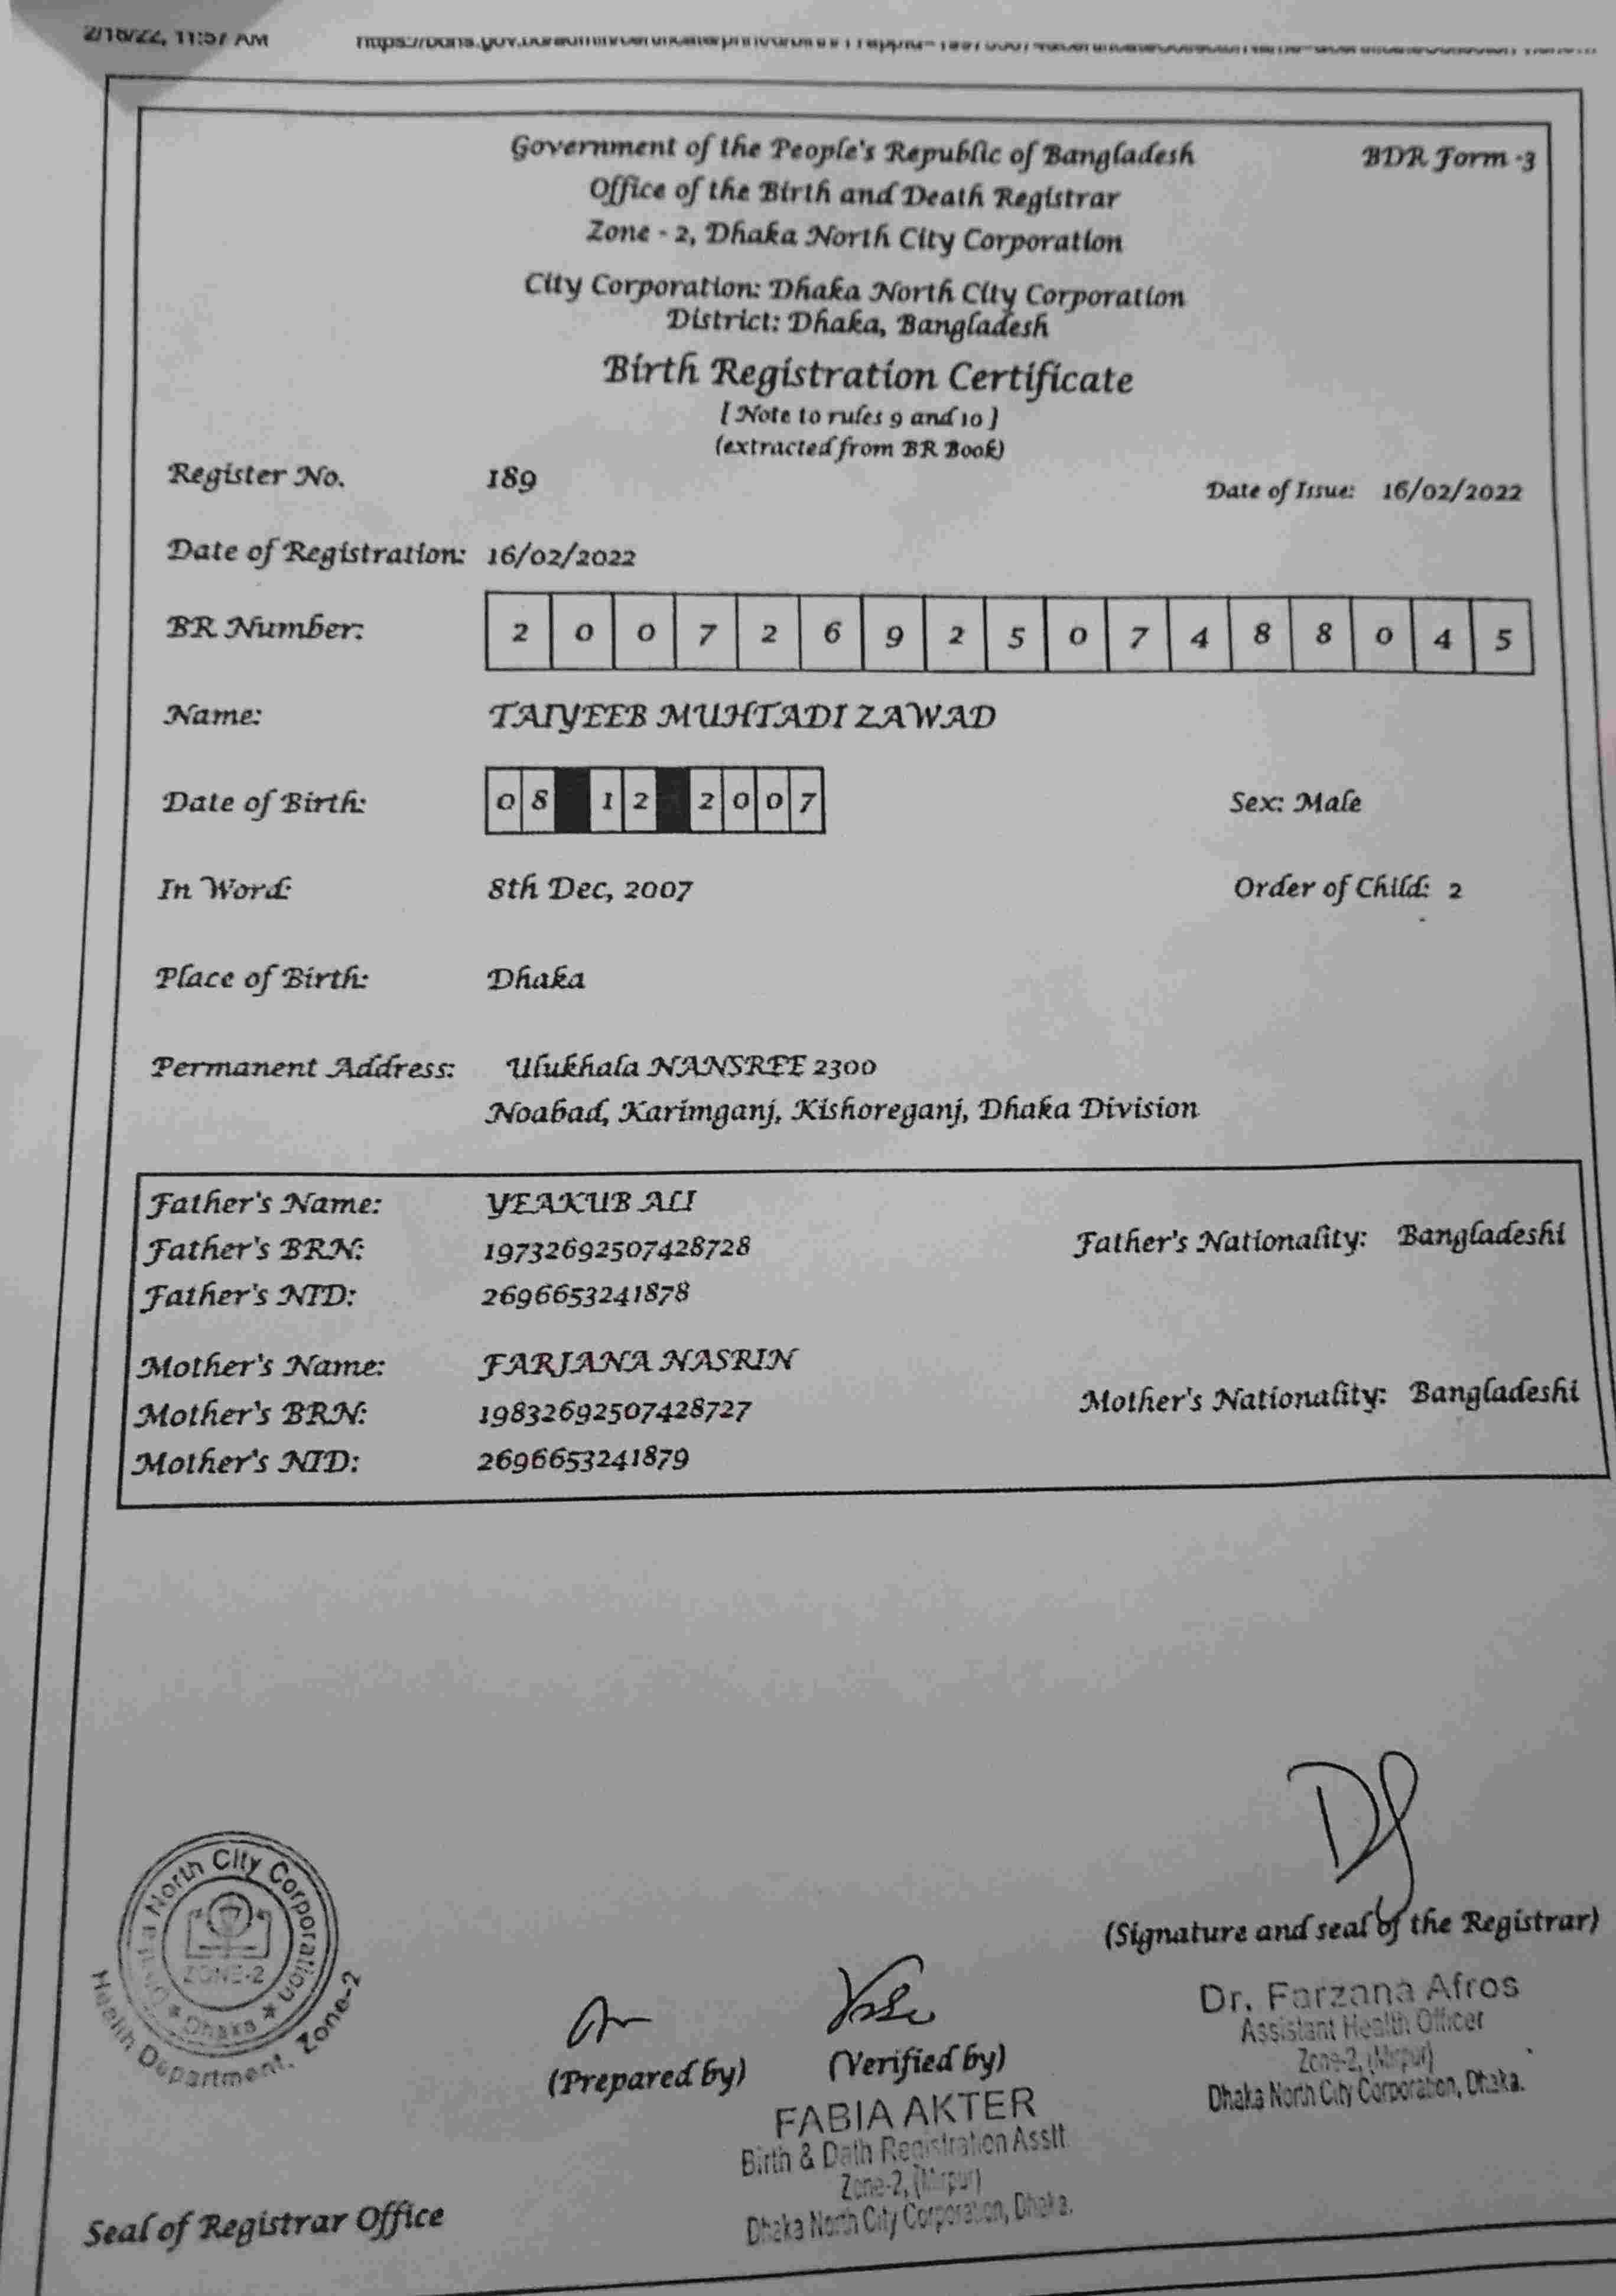 2/16/22, 11:57 AM
Government of the People's Republic of Bangladesh
BDR Form -3
Office of the Birth and Death Registrar
Zone - 2, Dhaka North City Corporation
City Corporation: Dhaka North City Corporation
District: Dhaka, Bangladesh
Birth Registration Certificate
[ Note to rules 9 and 10 ]
(extracted from BR Book)
Register No. 189
Date of Issue: 16/02/2022
Date of Registration: 16/02/2022
BR Number: 2 0 0 7 2 6 9 2 5 0 7 4 8 8 0 4 5
Name: TAIYEEB MUHTADI ZAWAD
Date of Birth: 0 8 1 2 2 0 0 7 Sex: Male
In Word: 8th Dec, 2007 Order of Child: 2
Place of Birth: Dhaka
Permanent Address: Ulukhala NANSREE 2300
Noabad, Karimganj, Kishoreganj, Dhaka Division
Father's Name: YEAKUB ALI
Father's BRN: 19732692507428728 Father's Nationality: Bangladeshi
Father's NID: 2696653241878
Mother's Name: FARJANA NASRIN
Mother's BRN: 19832692507428727 Mother's Nationality: Bangladeshi
Mother's NID: 2696653241879
North City Corporation
ZONE-2
* Dhaka *
Health Department, Zone-2
(Signature and seal of the Registrar)
Dr. Farzana Afros
Assistant Health Officer
Zone-2, (Mirpur)
Dhaka North City Corporation, Dhaka.
(Prepared by)
(Verified by)
FABIA AKTER
Birth & Dath Registration Asstt
Zone-2, (Mirpur)
Dhaka North City Corporation, Dhaka.
Seal of Registrar Office